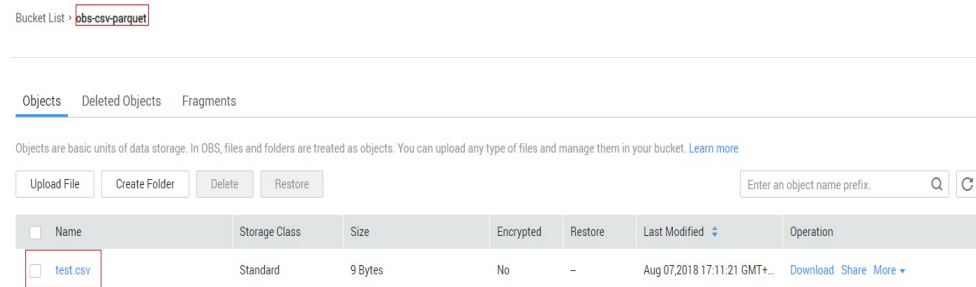 Bucket List › obs-csv-parquet
Objects Deleted Objects Fragments
Objects are basic units of data storage. In OBS, files and folders are treated as objects. You can upload any type of files and manage them in your bucket. Learn more
Upload File Create Folder Delete Restore Enter an object name prefix.
Name Storage Class Size Encrypted Restore Last Modified Operation
test.csv Standard 9 Bytes No -- Aug 07,2018 17:11:21 GMT+... Download Share More